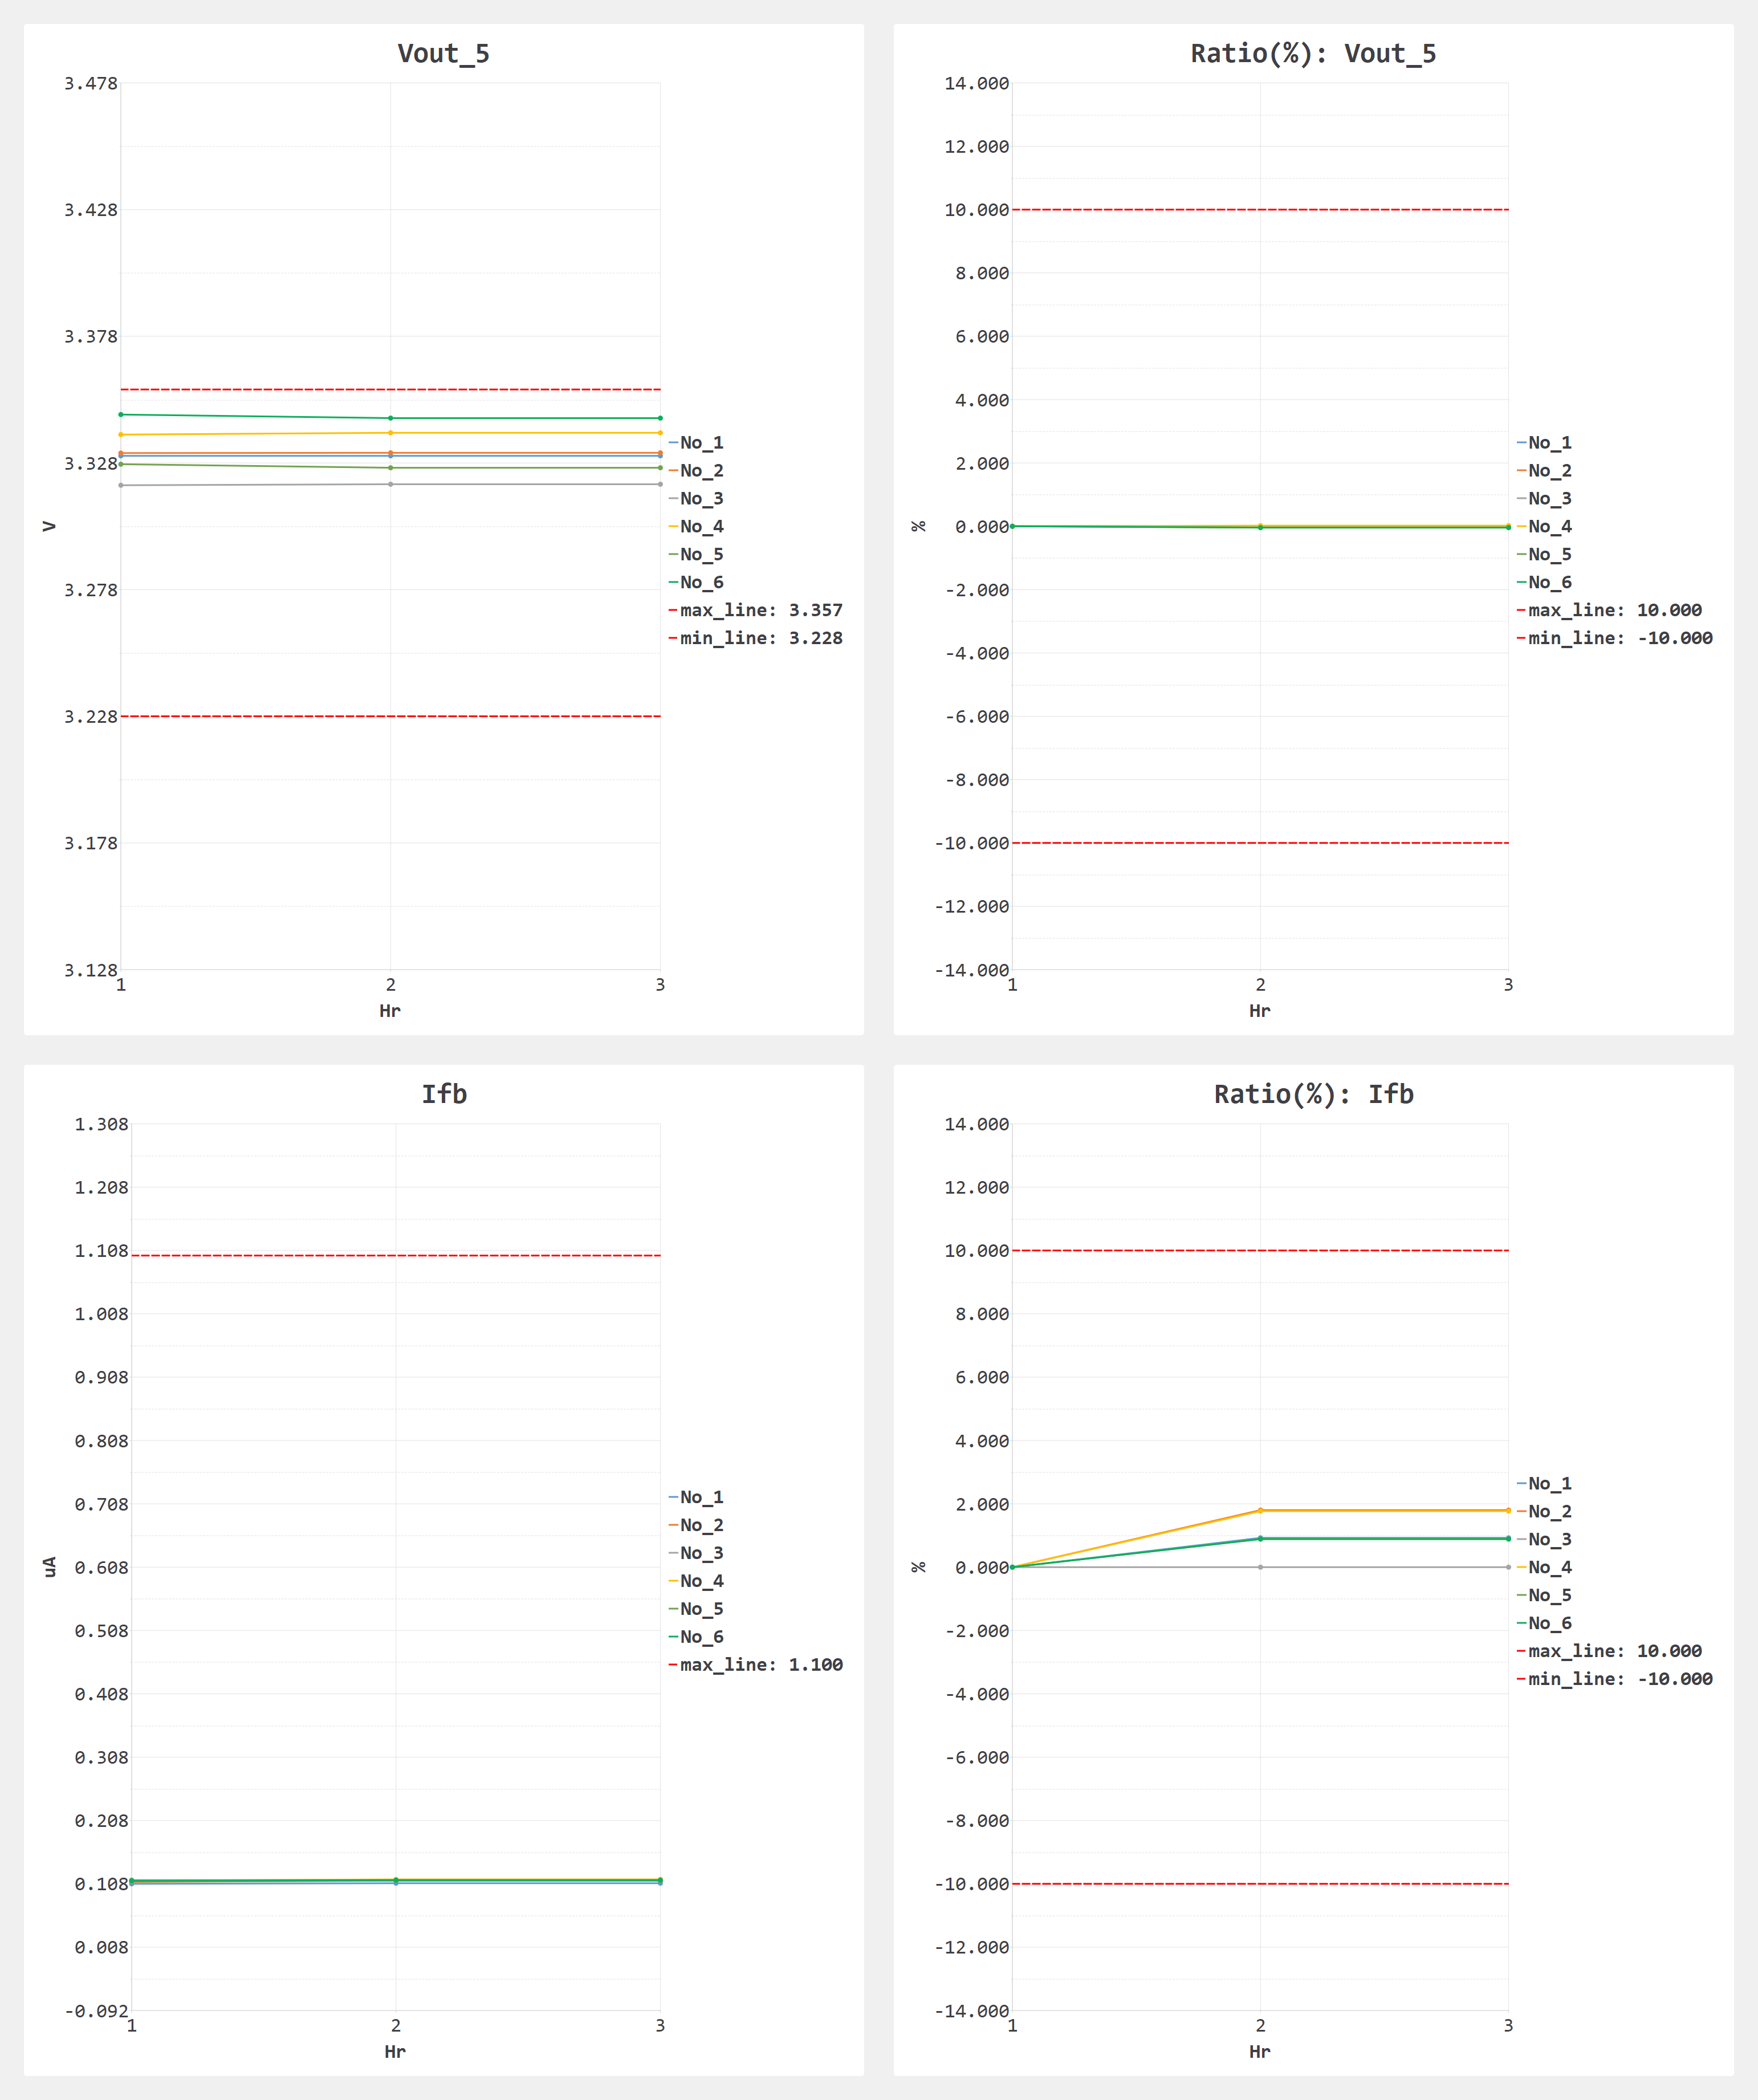 Vout_5
3.478
3.428
3.378
3.328
3.278
3.228
3.178
3.128
V
1 2 3
Hr
No_1
No_2
No_3
No_4
No_5
No_6
max_line: 3.357
min_line: 3.228
Ratio(%): Vout_5
14.000
12.000
10.000
8.000
6.000
4.000
2.000
0.000
-2.000
-4.000
-6.000
-8.000
-10.000
-12.000
-14.000
%
1 2 3
Hr
No_1
No_2
No_3
No_4
No_5
No_6
max_line: 10.000
min_line: -10.000
Ifb
1.308
1.208
1.108
1.008
0.908
0.808
0.708
0.608
0.508
0.408
0.308
0.208
0.108
0.008
-0.092
uA
1 2 3
Hr
No_1
No_2
No_3
No_4
No_5
No_6
max_line: 1.100
Ratio(%): Ifb
14.000
12.000
10.000
8.000
6.000
4.000
2.000
0.000
-2.000
-4.000
-6.000
-8.000
-10.000
-12.000
-14.000
%
1 2 3
Hr
No_1
No_2
No_3
No_4
No_5
No_6
max_line: 10.000
min_line: -10.000